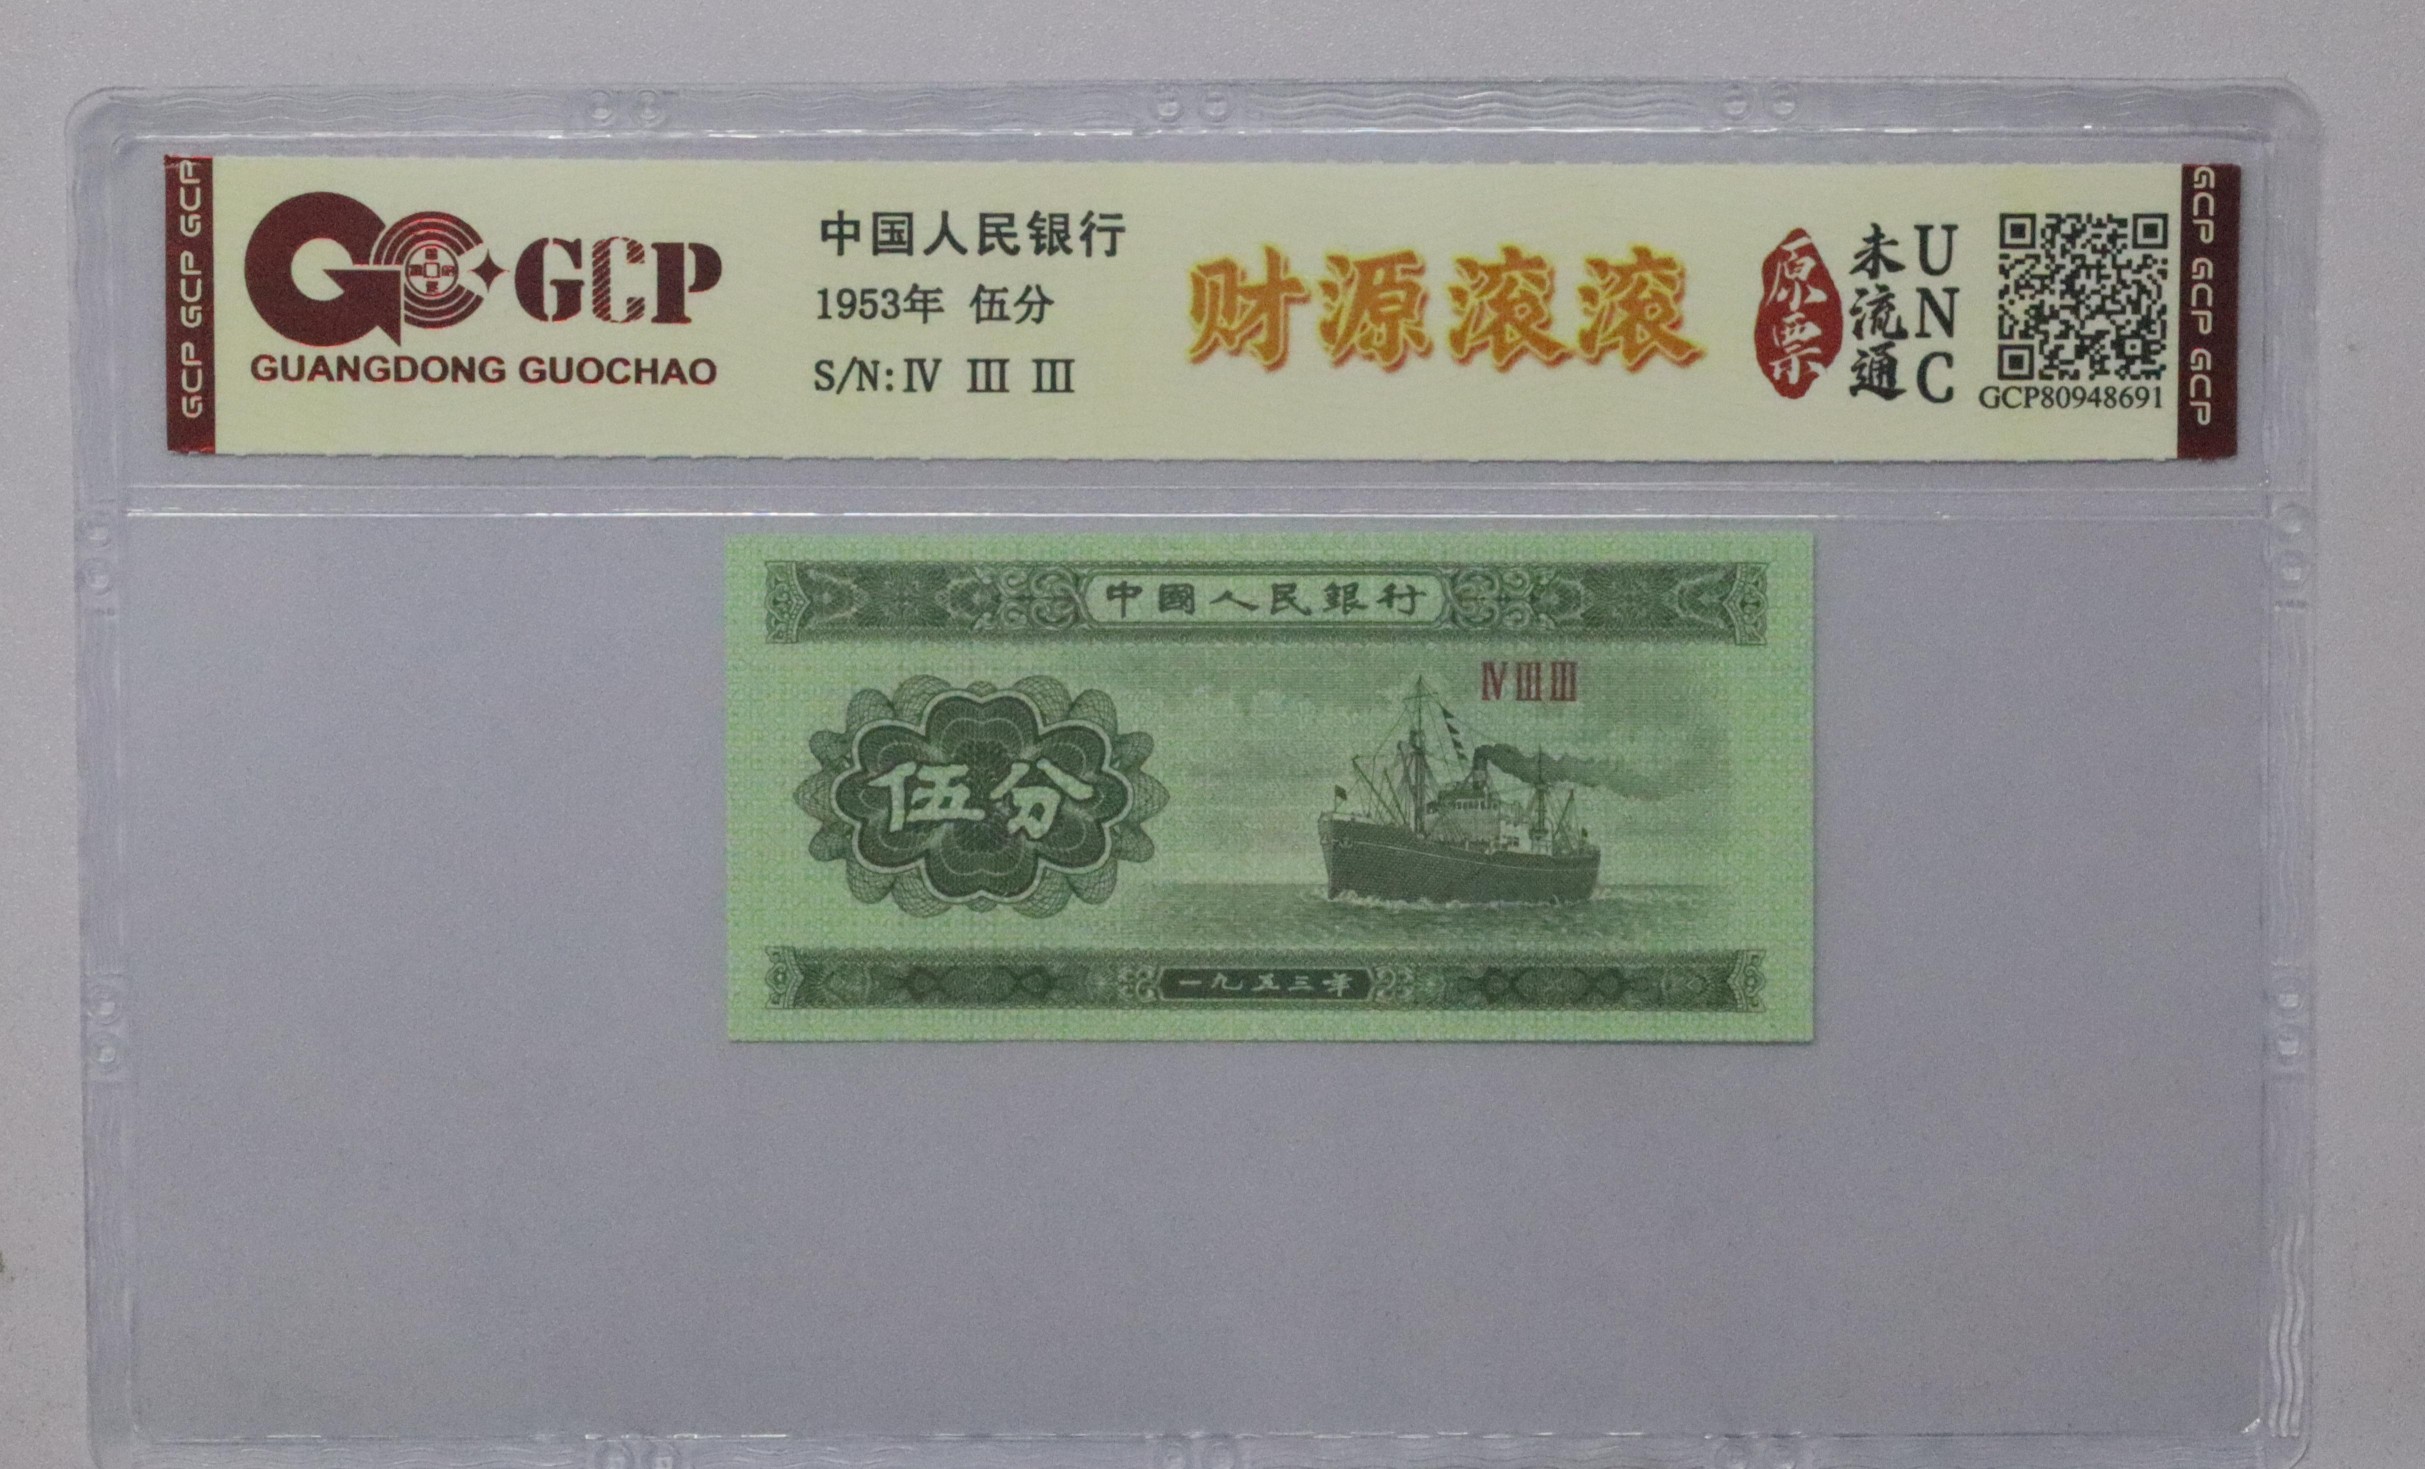 GCP GCP GCP
GCP
GUANGDONG GUOCHAO
中国人民银行
1953年 伍分
S/N: Ⅳ Ⅲ Ⅲ
财源滚滚
原票
未流通
UNC
GCP80948691
GCP GCP GCP
中國人民銀行
Ⅳ Ⅲ Ⅲ
伍分
一九五三年